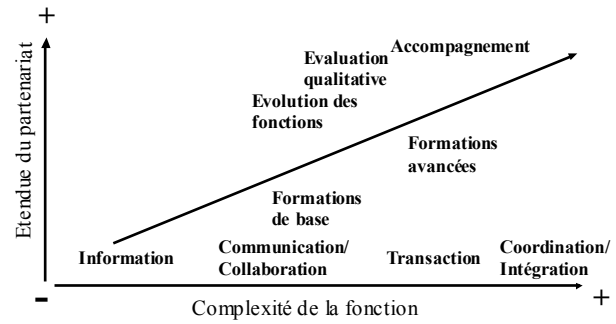 +
Accompagnement
Evaluation
qualitative
Evolution des
fonctions
Formations
avancées
Formations
de base
Etendue du partenariat
Information
Communication/
Collaboration
Transaction
Coordination/
Intégration
-
Complexité de la fonction
+